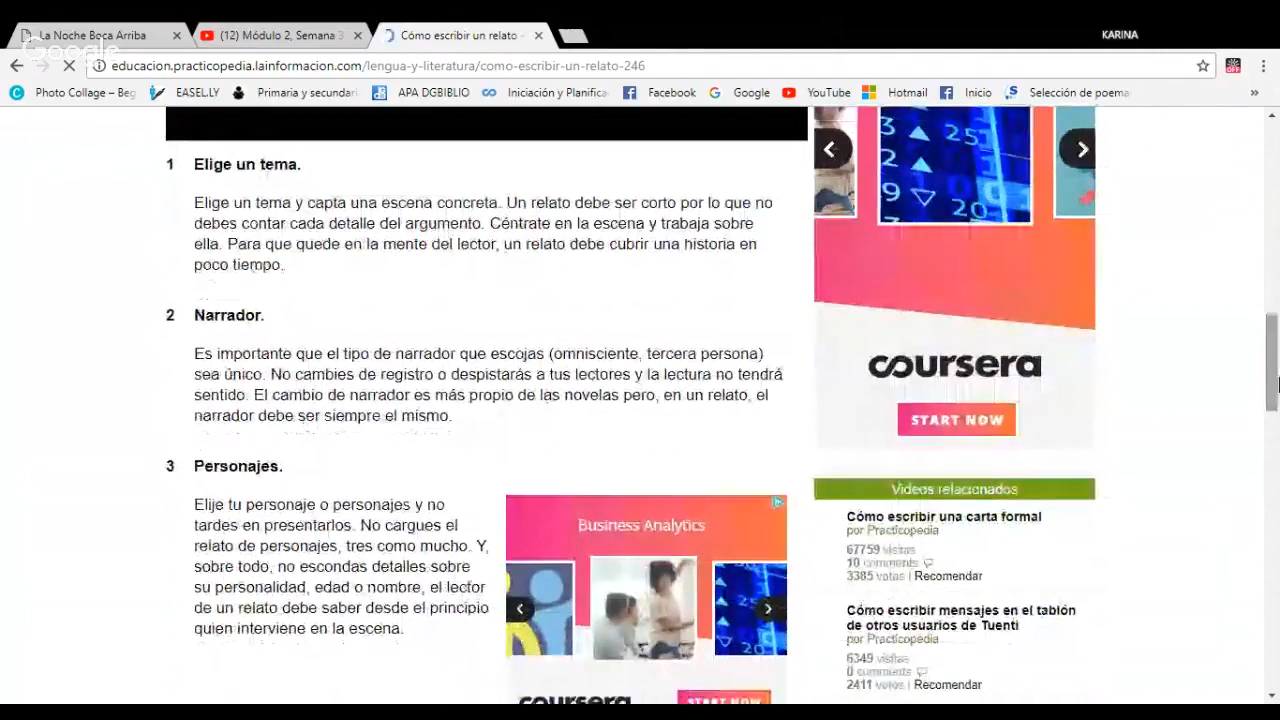 La Noche Boca Arriba
(12) Módulo 2, Semana 3
Cómo escribir un relato -
KARINA
Google
educacion.practicopedia.lainformacion.com/lengua-y-literatura/como-escribir-un-relato-246
Photo Collage – Beg
EASEL.LY
Primaria y secundari
APA DGBIBLIO
Iniciación y Planifica
Facebook
Google
YouTube
Hotmail
Inicio
Selección de poema
»
1 Elige un tema.
Elige un tema y capta una escena concreta. Un relato debe ser corto por lo que no
debes contar cada detalle del argumento. Céntrate en la escena y trabaja sobre
ella. Para que quede en la mente del lector, un relato debe cubrir una historia en
poco tiempo.
2 Narrador.
Es importante que el tipo de narrador que escojas (omnisciente, tercera persona)
sea único. No cambies de registro o despistarás a tus lectores y la lectura no tendrá
sentido. El cambio de narrador es más propio de las novelas pero, en un relato, el
narrador debe ser siempre el mismo.
3 Personajes.
Elije tu personaje o personajes y no
tardes en presentarlos. No cargues el
relato de personajes, tres como mucho. Y,
sobre todo, no escondas detalles sobre
su personalidad, edad o nombre, el lector
de un relato debe saber desde el principio
quien interviene en la escena.
Business Analytics
coursera
START NOW
3 25
2
9 20
coursera
START NOW
Videos relacionados
Cómo escribir una carta formal
por Practicopedia
67759 visitas
10 comments
3385 votos | Recomendar
Cómo escribir mensajes en el tablón
de otros usuarios de Tuenti
por Practicopedia
6349 visitas
0 comments
2411 votos | Recomendar